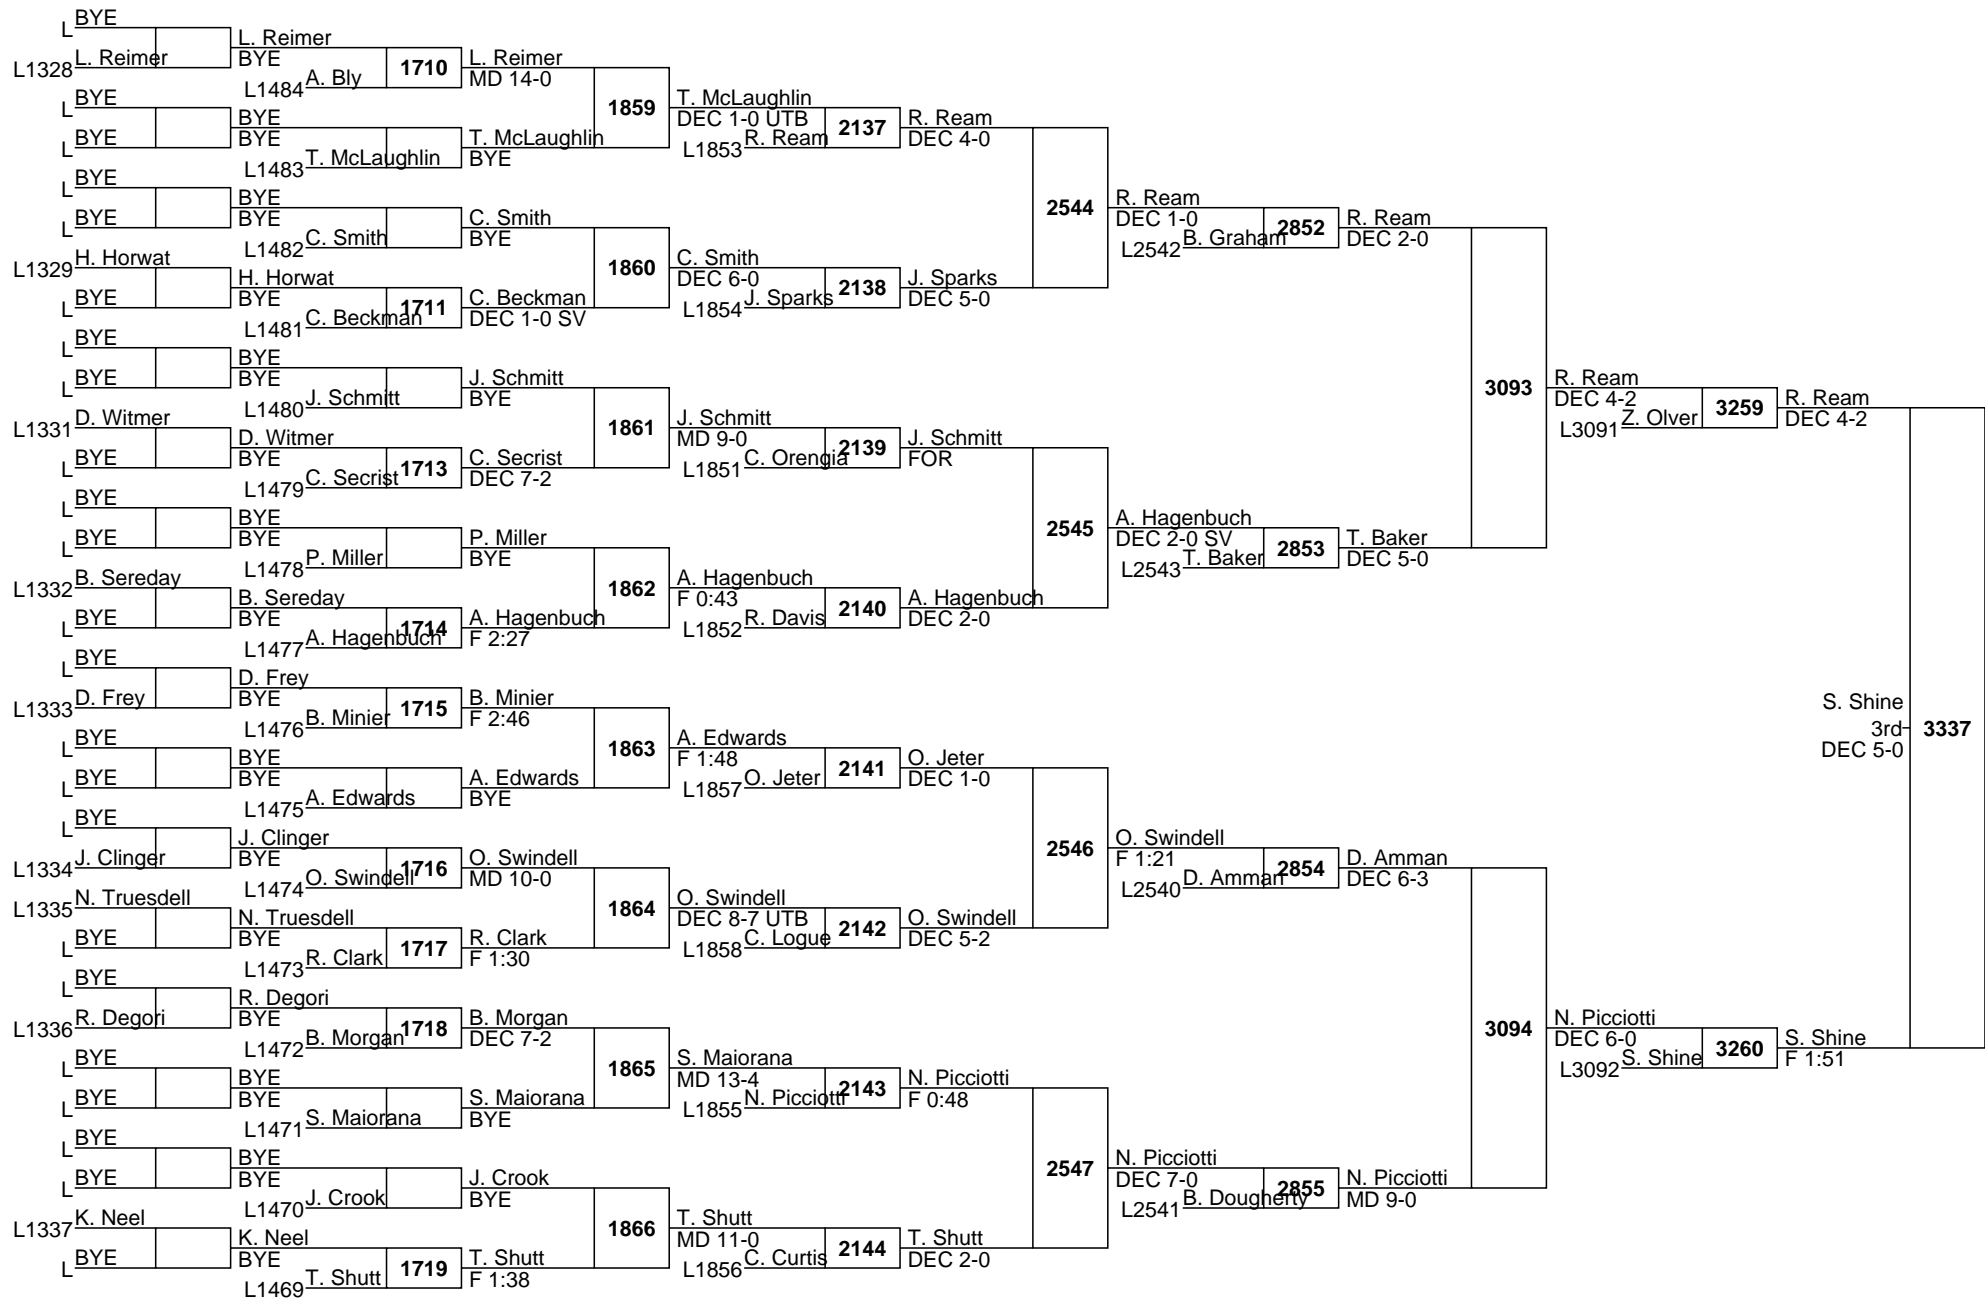 BYE
L
L. Reimer
L1328
L. Reimer
BYE
A. Bly
L1484
1710
L. Reimer
MD 14-0
BYE
L
BYE
L
BYE
BYE
T. McLaughlin
L1483
T. McLaughlin
BYE
1859
T. McLaughlin
DEC 1-0 UTB
R. Ream
L1853
2137
R. Ream
DEC 4-0
BYE
L
BYE
L
BYE
BYE
C. Smith
L1482
C. Smith
BYE
H. Horwat
L1329
BYE
L
H. Horwat
BYE
C. Beckman
L1481
1711
C. Beckman
DEC 1-0 SV
1860
C. Smith
DEC 6-0
J. Sparks
L1854
2138
J. Sparks
DEC 5-0
2544
R. Ream
DEC 1-0
B. Graham
L2542
2852
R. Ream
DEC 2-0
BYE
L
BYE
L
BYE
BYE
J. Schmitt
L1480
J. Schmitt
BYE
D. Witmer
L1331
BYE
L
D. Witmer
BYE
C. Secrist
L1479
1713
C. Secrist
DEC 7-2
1861
J. Schmitt
MD 9-0
C. Orengia
L1851
2139
J. Schmitt
FOR
BYE
L
BYE
L
BYE
BYE
P. Miller
L1478
P. Miller
BYE
B. Sereday
L1332
BYE
L
B. Sereday
BYE
A. Hagenbuch
L1477
1714
A. Hagenbuch
F 2:27
1862
A. Hagenbuch
F 0:43
R. Davis
L1852
2140
A. Hagenbuch
DEC 2-0
2545
A. Hagenbuch
DEC 2-0 SV
T. Baker
L2543
2853
T. Baker
DEC 5-0
3093
R. Ream
DEC 4-2
Z. Olver
L3091
3259
R. Ream
DEC 4-2
BYE
L
D. Frey
L1333
D. Frey
BYE
B. Minier
L1476
1715
B. Minier
F 2:46
BYE
L
BYE
L
BYE
BYE
A. Edwards
L1475
A. Edwards
BYE
1863
A. Edwards
F 1:48
O. Jeter
L1857
2141
O. Jeter
DEC 1-0
BYE
L
J. Clinger
L1334
J. Clinger
BYE
O. Swindell
L1474
1716
O. Swindell
MD 10-0
N. Truesdell
L1335
BYE
L
N. Truesdell
BYE
R. Clark
L1473
1717
R. Clark
F 1:30
1864
O. Swindell
DEC 8-7 UTB
C. Logue
L1858
2142
O. Swindell
DEC 5-2
2546
O. Swindell
F 1:21
D. Amman
L2540
2854
D. Amman
DEC 6-3
BYE
L
R. Degori
L1336
R. Degori
BYE
B. Morgan
L1472
1718
B. Morgan
DEC 7-2
BYE
L
BYE
L
BYE
BYE
S. Maiorana
L1471
S. Maiorana
BYE
1865
S. Maiorana
MD 13-4
N. Picciotti
L1855
2143
N. Picciotti
F 0:48
BYE
L
BYE
L
BYE
BYE
J. Crook
L1470
J. Crook
BYE
K. Neel
L1337
BYE
L
K. Neel
BYE
T. Shutt
L1469
1719
T. Shutt
F 1:38
1866
T. Shutt
MD 11-0
C. Curtis
L1856
2144
T. Shutt
DEC 2-0
2547
N. Picciotti
DEC 7-0
B. Dougherty
L2541
2855
N. Picciotti
MD 9-0
3094
N. Picciotti
DEC 6-0
S. Shine
L3092
3260
S. Shine
F 1:51
S. Shine
3rd
DEC 5-0
3337